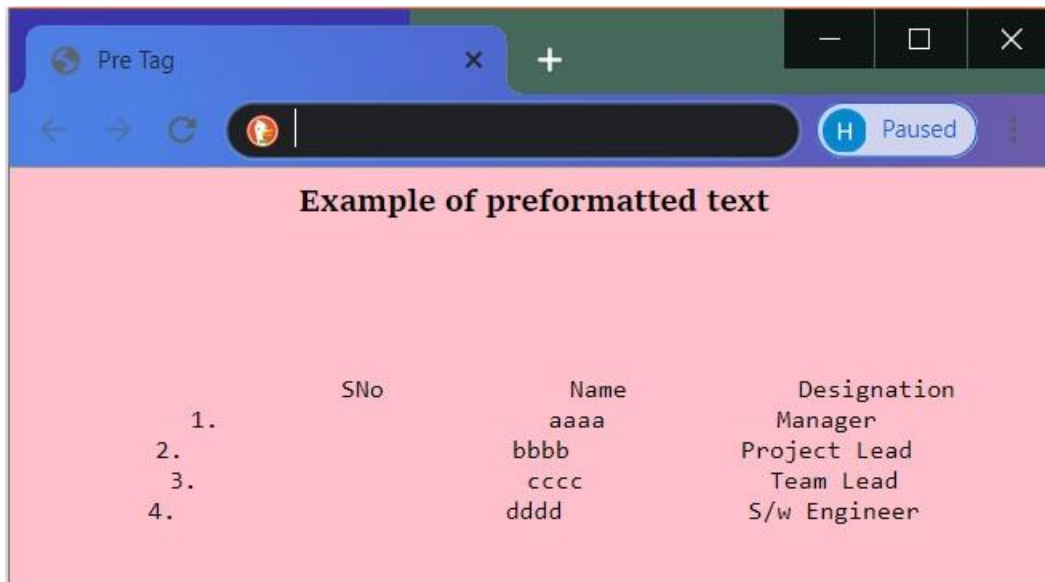 Pre Tag
H Paused
Example of preformatted text
SNo Name Designation
1. aaaa Manager
2. bbbb Project Lead
3. cccc Team Lead
4. dddd S/w Engineer